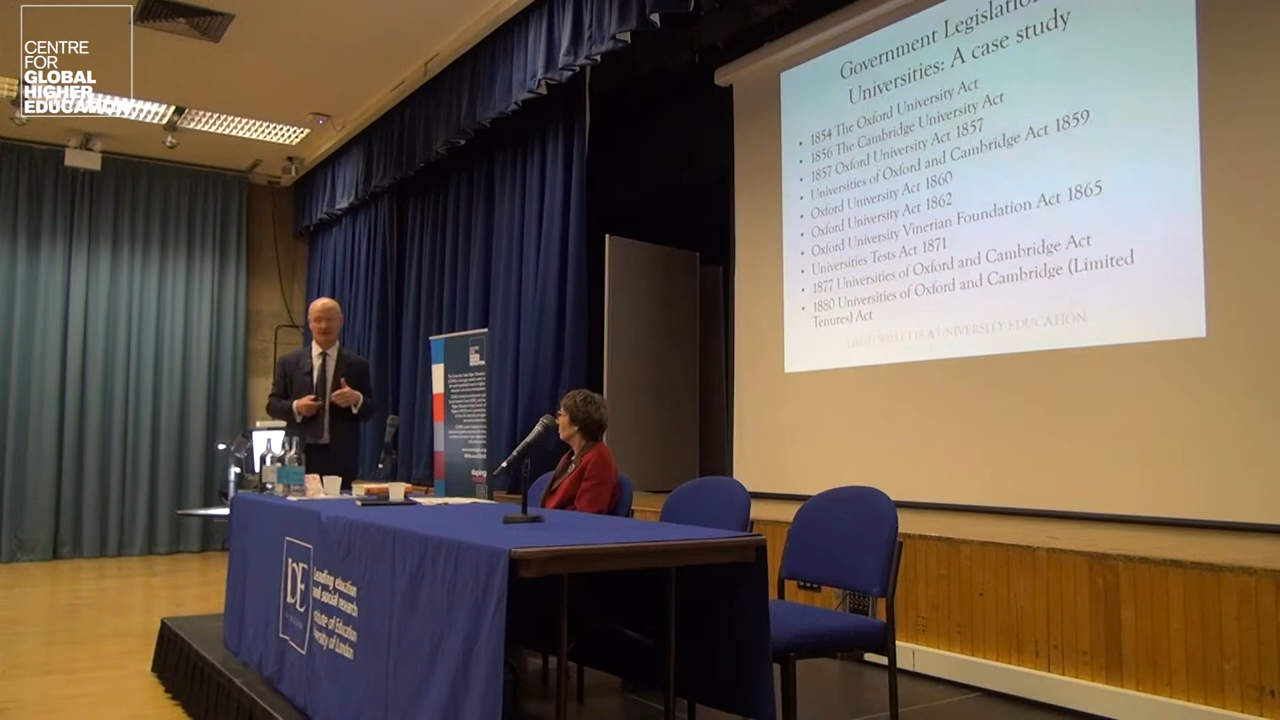 CENTRE
FOR
GLOBAL
HIGHER
EDUCATION
Government Legislation
Universities: A case study
• 1854 The Oxford University Act
• 1856 The Cambridge University Act
• 1857 Oxford University Act 1857
• Universities of Oxford and Cambridge Act 1859
• Oxford University Act 1860
• Oxford University Act 1862
• Oxford University Vinerian Foundation Act 1865
• Universities Tests Act 1871
• 1877 Universities of Oxford and Cambridge Act
• 1880 Universities of Oxford and Cambridge (Limited
Tenures) Act
IS A UNIVERSITY EDUCATION
IOE
Leading education
and social research
Institute of Education
University of London